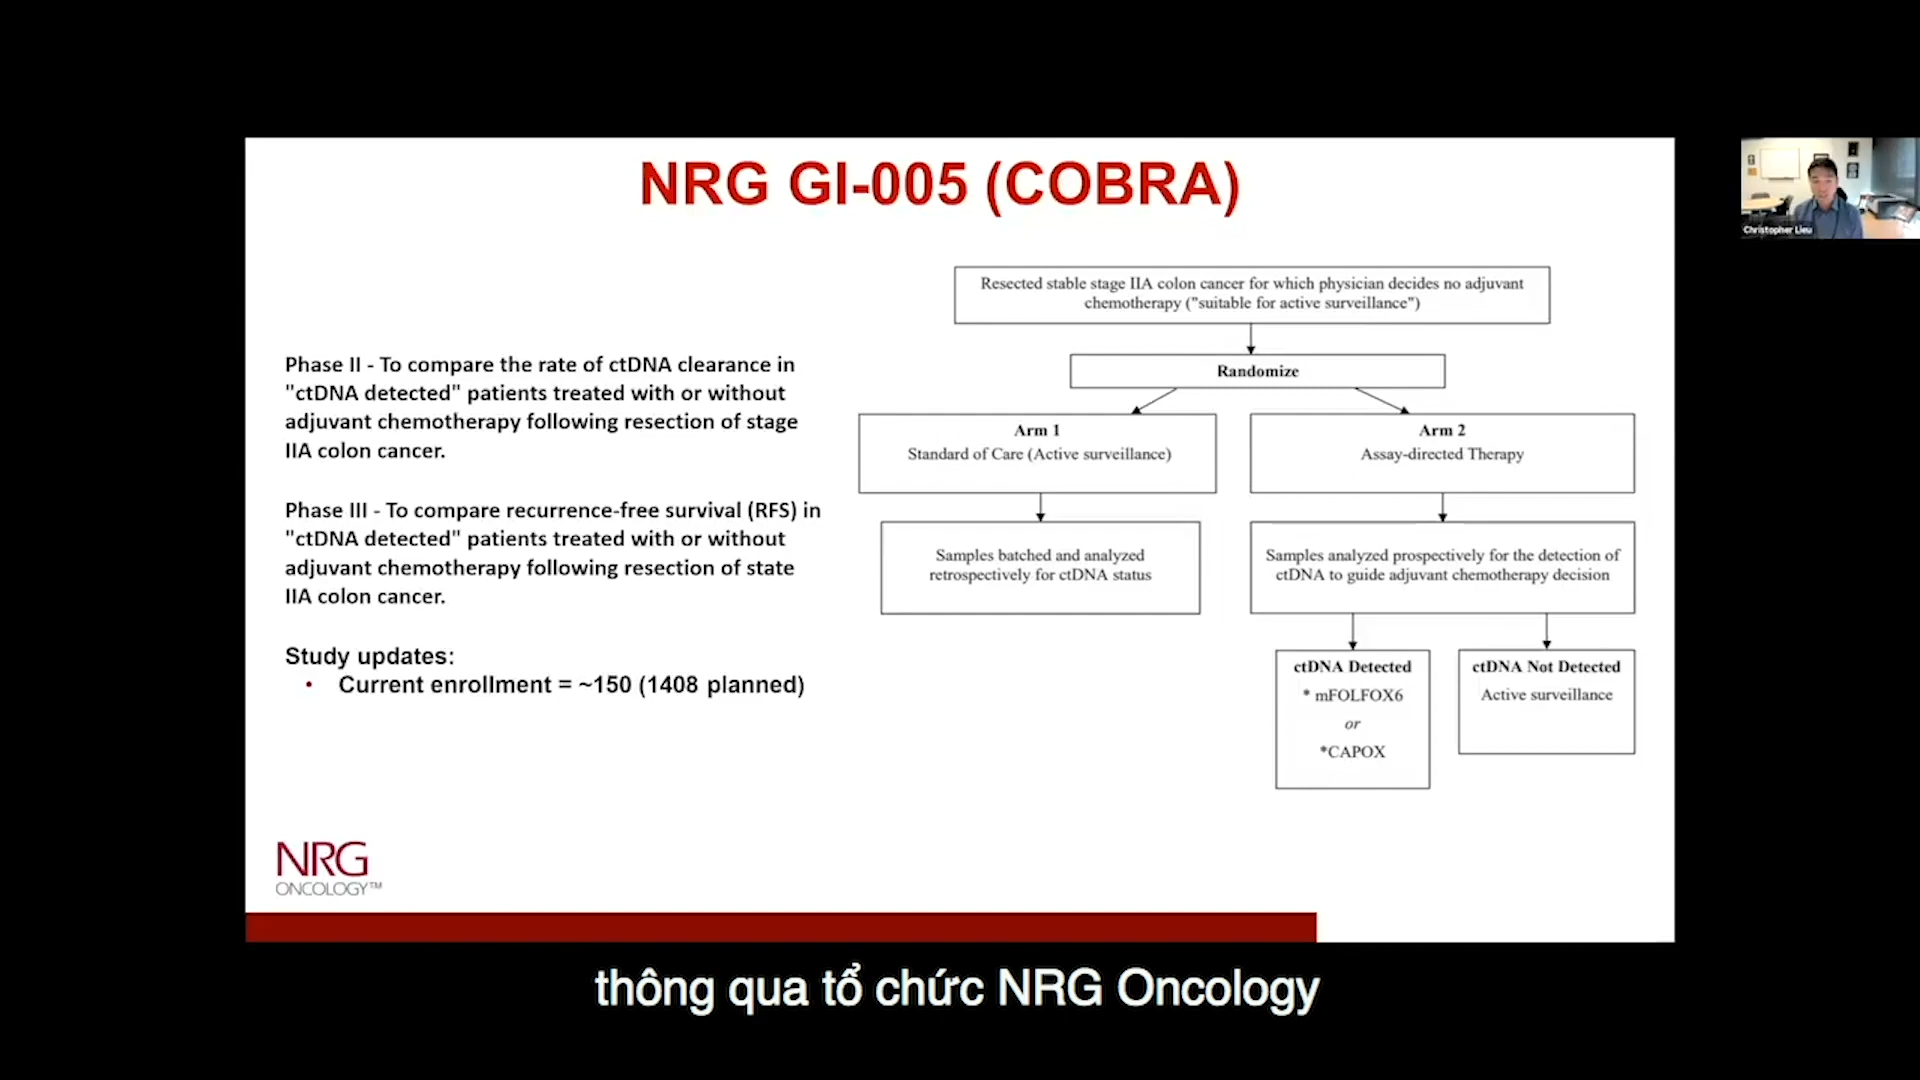 NRG GI-005 (COBRA)
Christopher Lieu
Phase II - To compare the rate of ctDNA clearance in
"ctDNA detected" patients treated with or without
adjuvant chemotherapy following resection of stage
IIA colon cancer.
Phase III - To compare recurrence-free survival (RFS) in
"ctDNA detected" patients treated with or without
adjuvant chemotherapy following resection of state
IIA colon cancer.
Study updates:
• Current enrollment = ~150 (1408 planned)
Resected stable stage IIA colon cancer for which physician decides no adjuvant
chemotherapy ("suitable for active surveillance")
Randomize
Arm 1
Standard of Care (Active surveillance)
Arm 2
Assay-directed Therapy
Samples batched and analyzed
retrospectively for ctDNA status
Samples analyzed prospectively for the detection of
ctDNA to guide adjuvant chemotherapy decision
ctDNA Detected
* mFOLFOX6
or
*CAPOX
ctDNA Not Detected
Active surveillance
NRG
ONCOLOGY™
thông qua tổ chức NRG Oncology